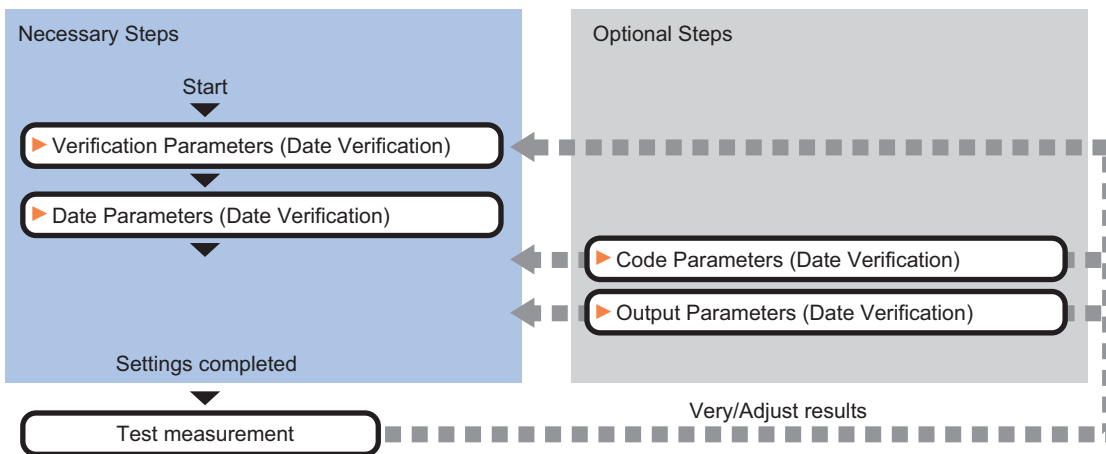 Necessary Steps
Optional Steps
Start
Verification Parameters (Date Verification)
Date Parameters (Date Verification)
Code Parameters (Date Verification)
Output Parameters (Date Verification)
Settings completed
Very/Adjust results
Test measurement